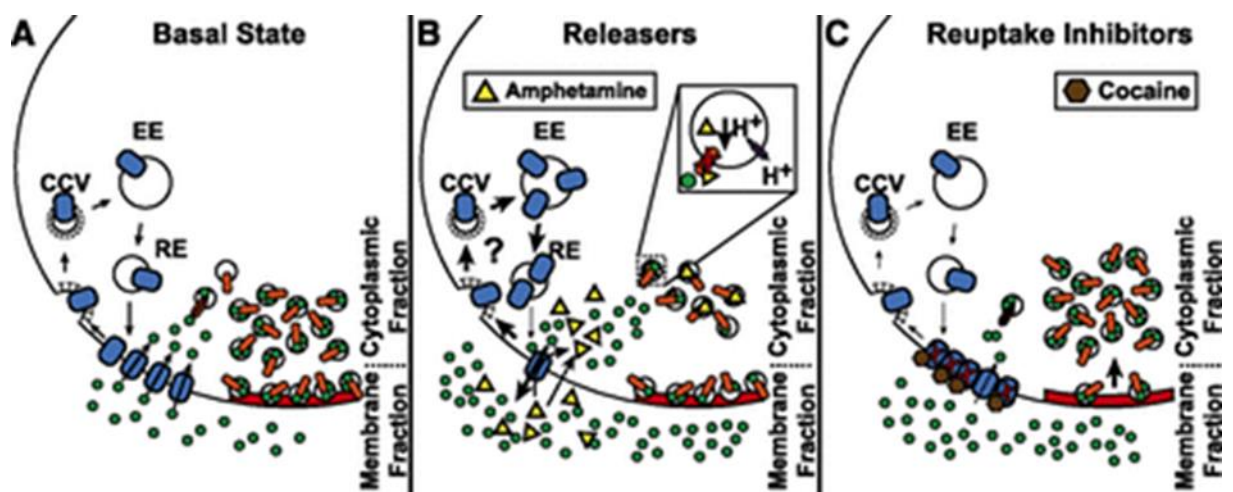 A
Basal State
EE
CCV
RE
Cytoplasmic
Fraction
Membrane
Fraction
B
Releasers
Amphetamine
EE
CCV
?
RE
H+
H+
Cytoplasmic
Fraction
Membrane
Fraction
C
Reuptake Inhibitors
Cocaine
EE
CCV
Cytoplasmic
Fraction
Membrane
Fraction